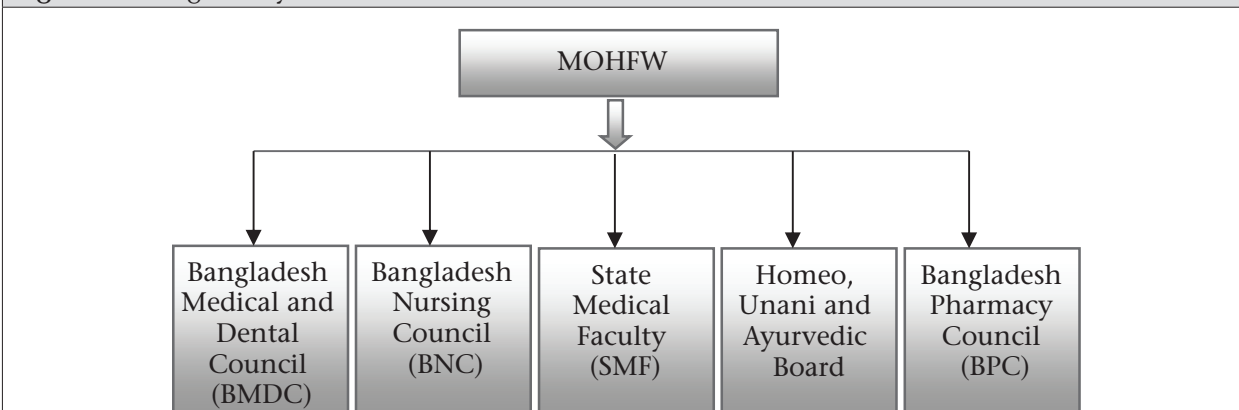 MOHFW
Bangladesh
Medical and
Dental
Council
(BMDC)
Bangladesh
Nursing
Council
(BNC)
State
Medical
Faculty
(SMF)
Homeo,
Unani and
Ayurvedic
Board
Bangladesh
Pharmacy
Council
(BPC)